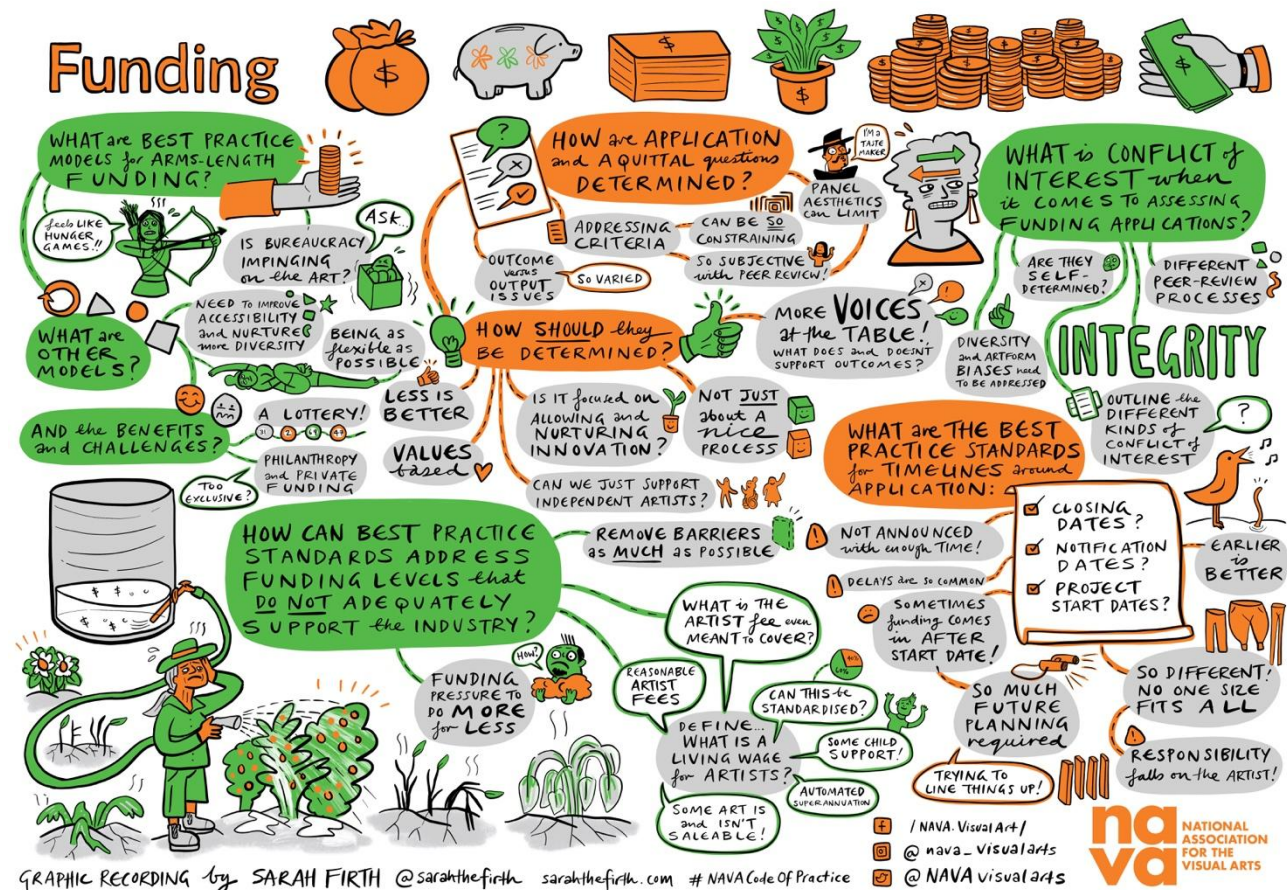 Funding
$
$
$
$
WHAT are BEST PRACTICE
MODELS for ARMS-LENGTH
FUNDING?
feels LIKE
HUNGER
GAMES!!
IS BUREAUCRACY
IMPINGING
on the ART?
ASK...
WHAT are
OTHER
MODELS?
NEED to IMPROVE
ACCESSIBILITY
and NURTURE
more DIVERSITY
BEING AS
flexible as
POSSIBLE
AND the BENEFITS
and CHALLENGES?
A LOTTERY!
PHILANTHROPY
and PRIVATE
FUNDING
TOO
EXCLUSIVE?
?
HOW are APPLICATION
and AQUITTAL questions
DETERMINED?
I'M a
TASTE
MAKER
PANEL
AESTHETICS
can LIMIT
ADDRESSING
CRITERIA
CAN BE SO
CONSTRAINING
SO SUBJECTIVE
with PEER REVIEW!
OUTCOME
versus
OUTPUT
ISSUES
SO VARIED
HOW SHOULD they
BE DETERMINED?
MORE VOICES
at the TABLE!
WHAT DOES and DOESN'T
SUPPORT OUTCOMES?
LESS is
BETTER
VALUES
based
IS IT focused on
ALLOWING and
NURTURING
INNOVATION?
NOT JUST
about A
nice
PROCESS
CAN WE JUST SUPPORT
INDEPENDENT ARTISTS?
WHAT is CONFLICT of
INTEREST when
it COMES TO ASSESSING
FUNDING APPLICATIONS?
ARE THEY
SELF-
DETERMINED?
DIFFERENT
PEER-REVIEW
PROCESSES
DIVERSITY
and ARTFORM
BIASES need
TO BE ADDRESSED
INTEGRITY
OUTLINE the
DIFFERENT
KINDS of
CONFLICT of
INTEREST
?
WHAT are THE BEST
PRACTICE STANDARDS
for TIMELINES around
APPLICATION:
CLOSING
DATES?
NOTIFICATION
DATES?
PROJECT
START DATES?
EARLIER
is
BETTER
NOT ANNOUNCED
with enough TIME!
DELAYS are so COMMON
SOMETIMES
funding COMES
in AFTER
START DATE!
SO MUCH
FUTURE
PLANNING
required
TRYING TO
LINE THINGS UP!
SO DIFFERENT!
NO ONE SIZE
FITS ALL
RESPONSIBILITY
falls on the ARTIST!
HOW CAN BEST PRACTICE
STANDARDS ADDRESS
FUNDING LEVELS that
DO NOT ADEQUATELY
SUPPORT the INDUSTRY?
REMOVE BARRIERS
as MUCH as POSSIBLE
HOW?
FUNDING
PRESSURE TO
DO MORE
for LESS
WHAT is THE
ARTIST fee even
MEANT to COVER?
REASONABLE
ARTIST
FEES
40%
60%
CAN THIS be
STANDARDISED?
DEFINE...
WHAT IS A
LIVING WAGE
for ARTISTS?
SOME CHILD
SUPPORT!
AUTOMATED
SUPERANNUATION
SOME ART IS
and ISN'T
SALEABLE!
/NAVA.VisualArt/
@nava_visualarts
@NAVAvisualarts
nava
NATIONAL
ASSOCIATION
FOR THE
VISUAL ARTS
GRAPHIC RECORDING by SARAH FIRTH @sarahthefirth sarahthefirth.com #NAVACodeOfPractice